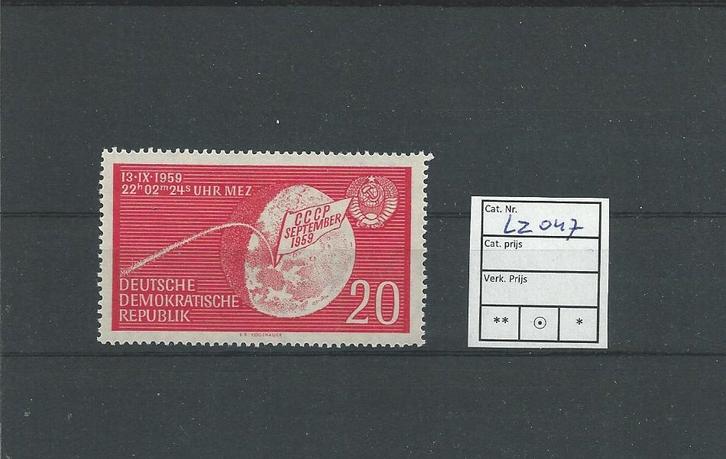 13·IX·1959
22ʰ02ᵐ24ˢ UHR MEZ
CCCP
SEPTEMBER
1959
DEUTSCHE
DEMOKRATISCHE
REPUBLIK
20
Cat. Nr.
LZ 047
Cat. prijs
Verk. Prijs
** ⊙ *